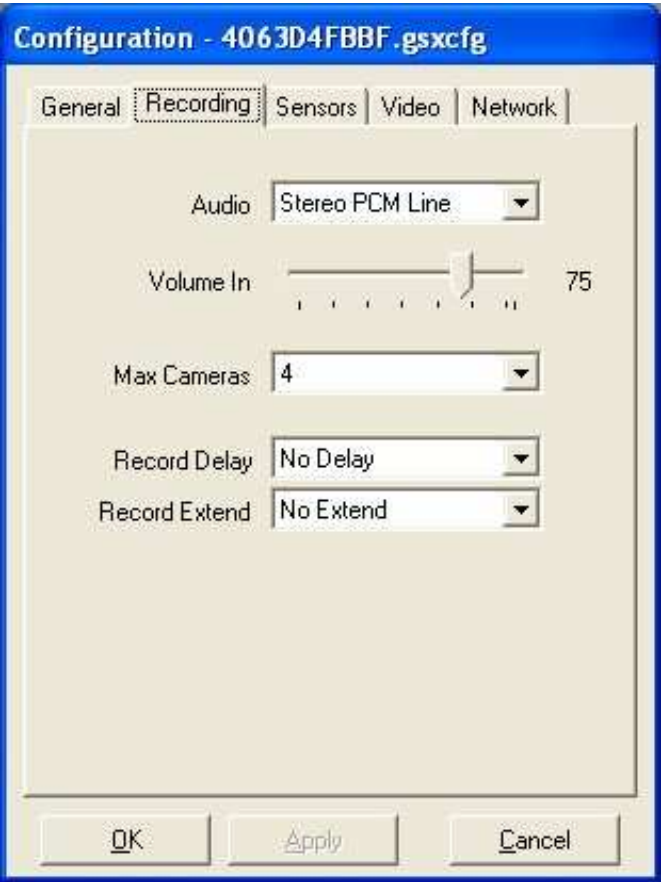 Configuration - 4063D4FBBF.gsxcfg
General Recording Sensors Video Network
Audio Stereo PCM Line
Volume In 75
Max Cameras 4
Record Delay No Delay
Record Extend No Extend
OK Apply Cancel